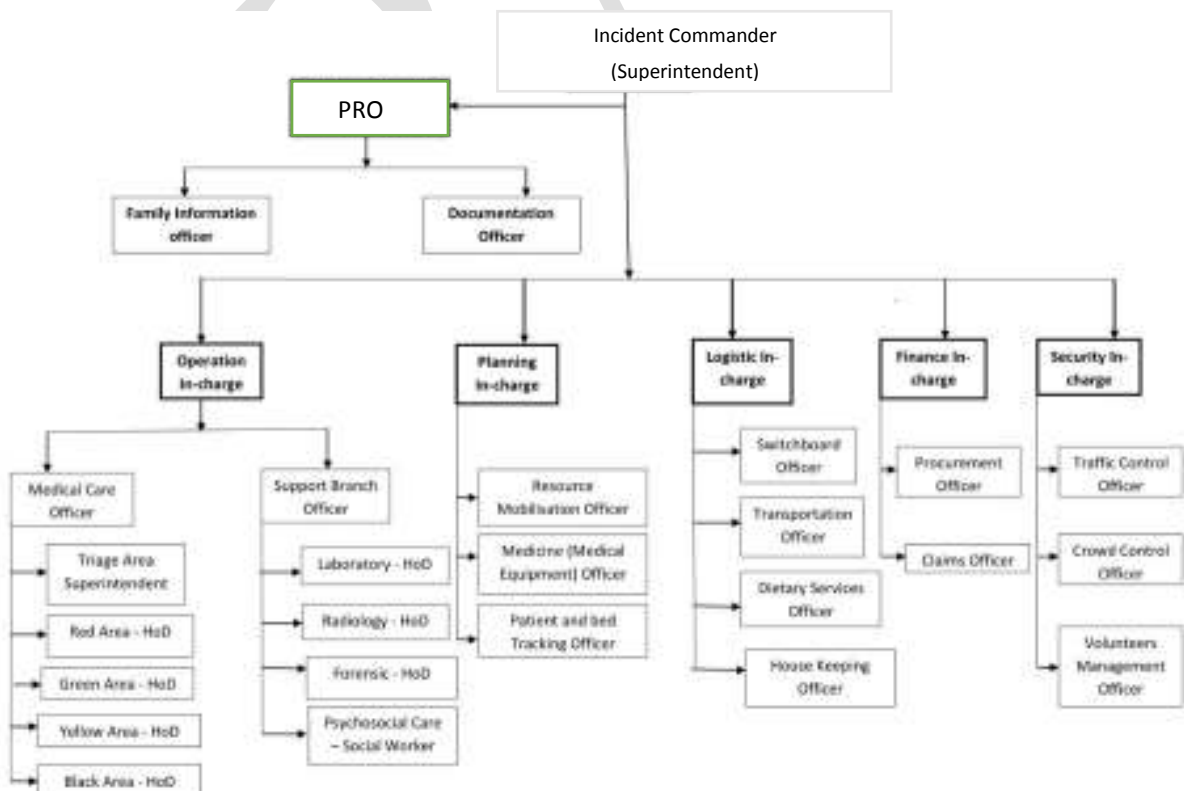 Incident Commander
(Superintendent)
PRO
Family Information
officer
Documentation
Officer
Operation
In-charge
Planning
In-charge
Logistic In-
charge
Finance In-
charge
Security In-
charge
Medical Care
Officer
Triage Area
Superintendent
Red Area - HoD
Green Area - HoD
Yellow Area - HoD
Black Area - HoD
Support Branch
Officer
Laboratory - HoD
Radiology - HoD
Forensic - HoD
Psychosocial Care
– Social Worker
Resource
Mobilisation Officer
Medicine (Medical
Equipment) Officer
Patient and bed
Tracking Officer
Switchboard
Officer
Transportation
Officer
Dietary Services
Officer
House Keeping
Officer
Procurement
Officer
Claims Officer
Traffic Control
Officer
Crowd Control
Officer
Volunteers
Management
Officer